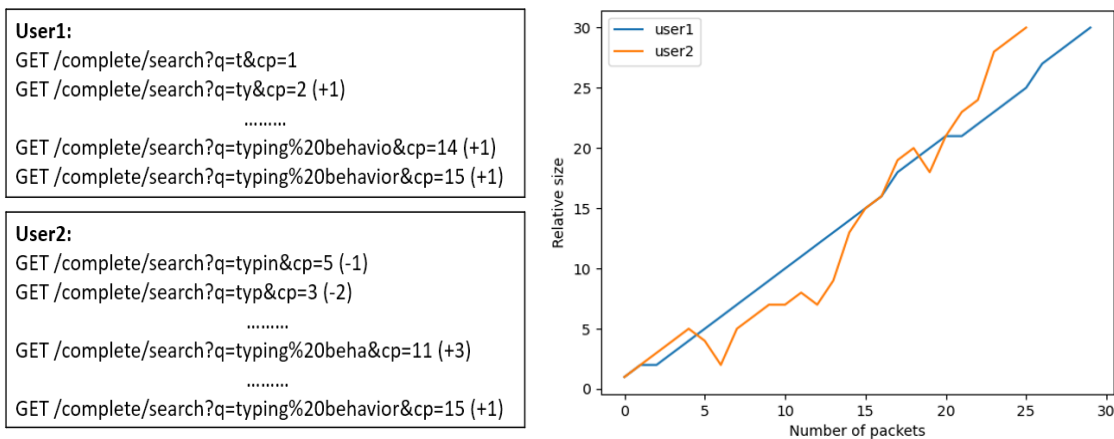 User1:
GET /complete/search?q=t&cp=1
GET /complete/search?q=ty&cp=2 (+1)
………
GET /complete/search?q=typing%20behavio&cp=14 (+1)
GET /complete/search?q=typing%20behavior&cp=15 (+1)
User2:
GET /complete/search?q=typin&cp=5 (-1)
GET /complete/search?q=typ&cp=3 (-2)
………
GET /complete/search?q=typing%20beha&cp=11 (+3)
………
GET /complete/search?q=typing%20behavior&cp=15 (+1)
user1
user2
Relative size
30
25
20
15
10
5
0
0 5 10 15 20 25 30
Number of packets